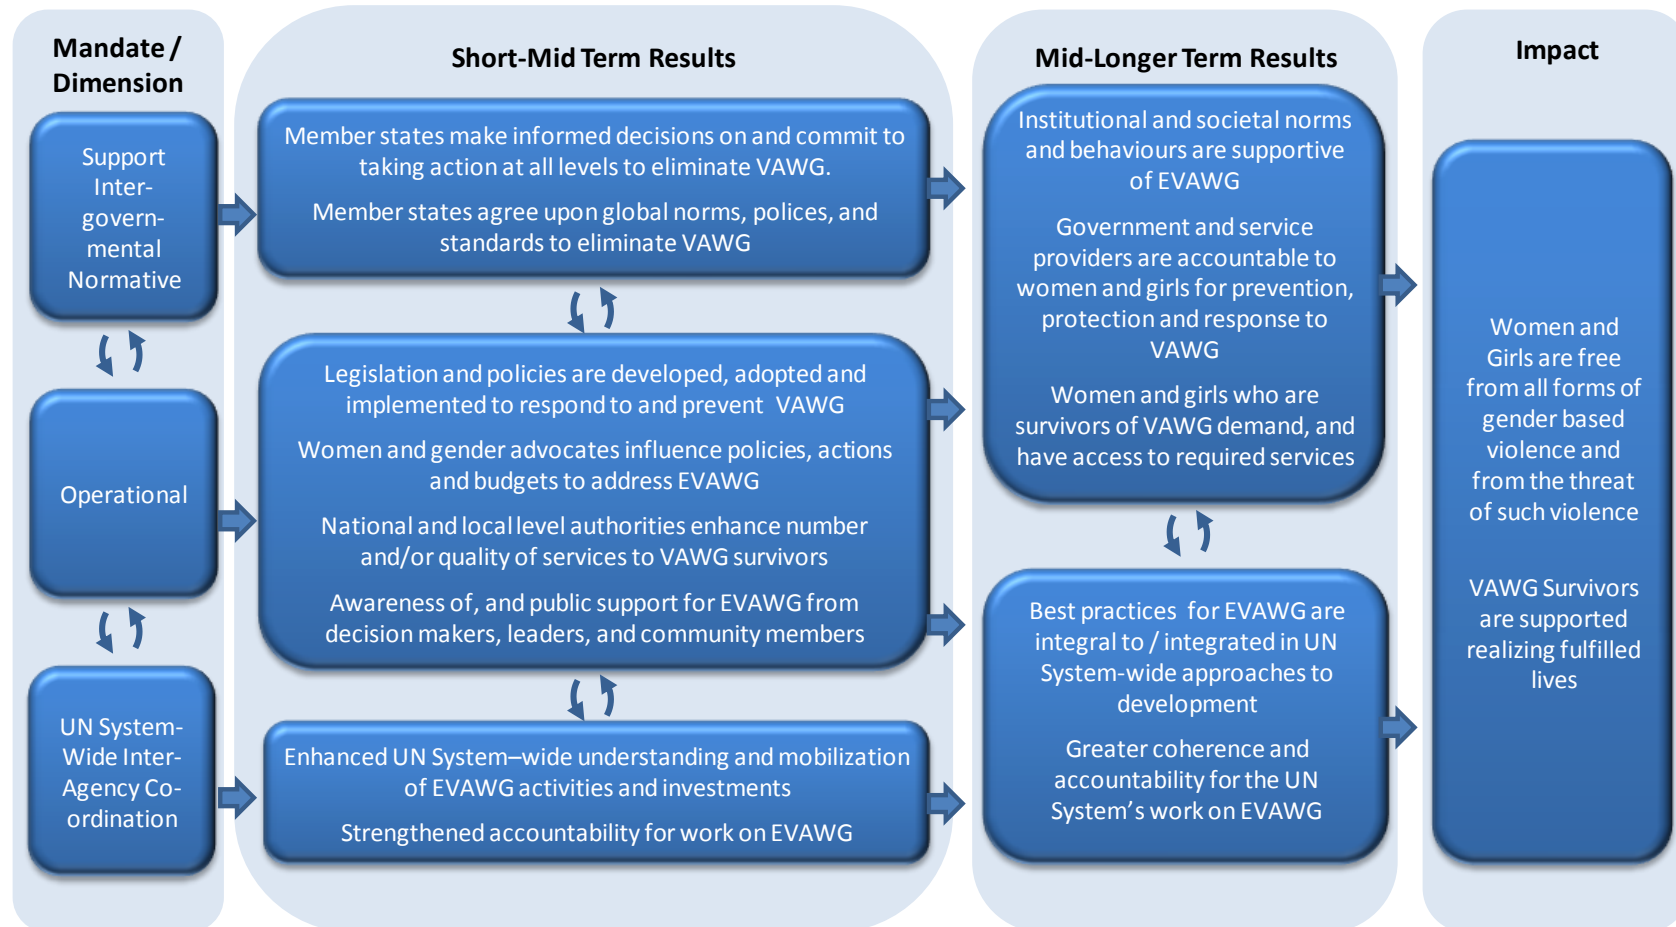 Mandate /
Dimension
Support
Inter-
govern-
mental
Normative
Operational
UN System-
Wide Inter-
Agency Co-
ordination
Short-Mid Term Results
Member states make informed decisions on and commit to
taking action at all levels to eliminate VAWG.
Member states agree upon global norms, polices, and
standards to eliminate VAWG
Legislation and policies are developed, adopted and
implemented to respond to and prevent VAWG
Women and gender advocates influence policies, actions
and budgets to address EVAWG
National and local level authorities enhance number
and/or quality of services to VAWG survivors
Awareness of, and public support for EVAWG from
decision makers, leaders, and community members
Enhanced UN System–wide understanding and mobilization
of EVAWG activities and investments
Strengthened accountability for work on EVAWG
Mid-Longer Term Results
Institutional and societal norms
and behaviours are supportive
of EVAWG
Government and service
providers are accountable to
women and girls for prevention,
protection and response to
VAWG
Women and girls who are
survivors of VAWG demand, and
have access to required services
Best practices for EVAWG are
integral to / integrated in UN
System-wide approaches to
development
Greater coherence and
accountability for the UN
System's work on EVAWG
Impact
Women and
Girls are free
from all forms of
gender based
violence and
from the threat
of such violence
VAWG Survivors
are supported
realizing fulfilled
lives